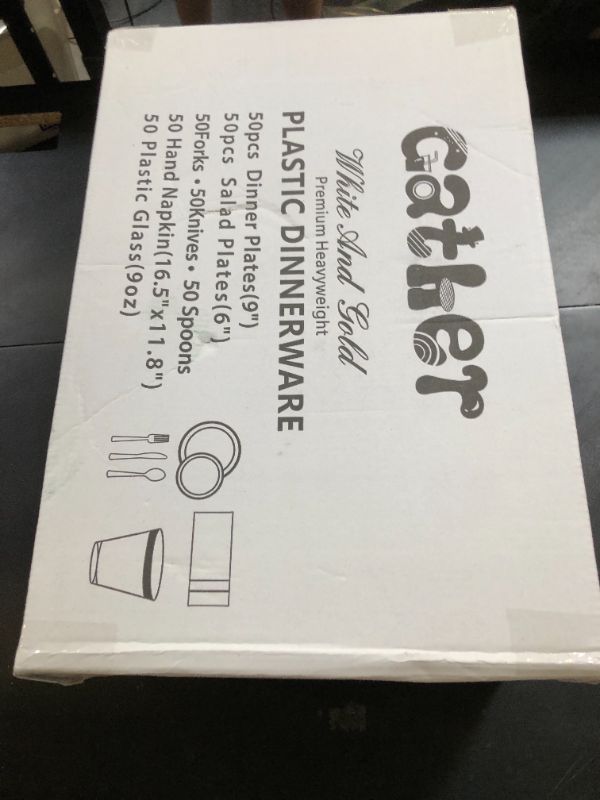 Gather
White And Gold
Premium Heavyweight
PLASTIC DINNERWARE
50pcs Dinner Plates(9")
50pcs Salad Plates(6")
50Forks • 50Knives • 50 Spoons
50 Hand Napkin(16.5"x11.8")
50 Plastic Glass(9oz)